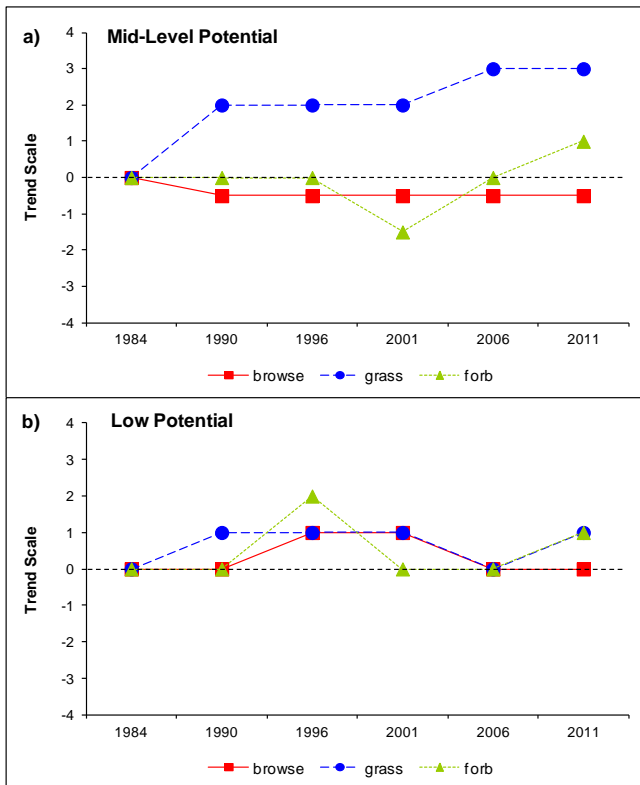 a) Mid-Level Potential
4
3
2
1
0
-1
-2
-3
-4
Trend Scale
1984 1990 1996 2001 2006 2011
browse grass forb
b) Low Potential
4
3
2
1
0
-1
-2
-3
-4
Trend Scale
1984 1990 1996 2001 2006 2011
browse grass forb